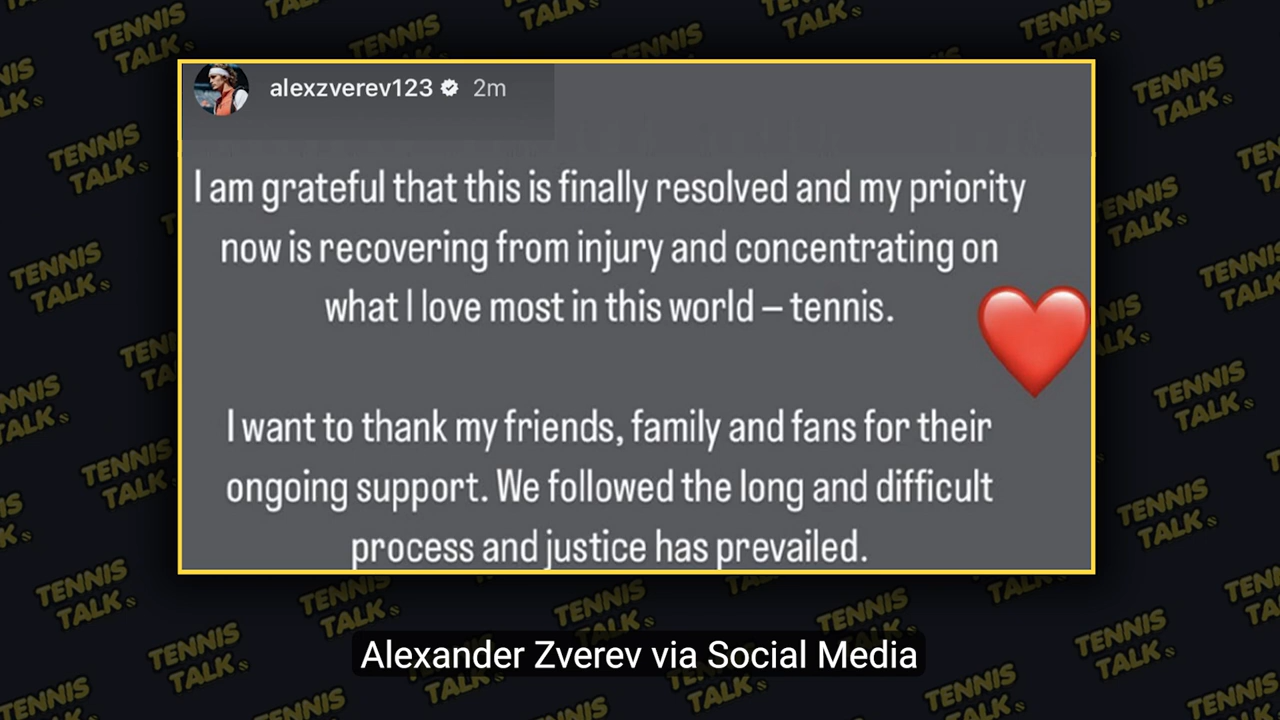 alexzverev123 2m
I am grateful that this is finally resolved and my priority
now is recovering from injury and concentrating on
what I love most in this world – tennis.
I want to thank my friends, family and fans for their
ongoing support. We followed the long and difficult
process and justice has prevailed.
Alexander Zverev via Social Media
TENNIS
TALK